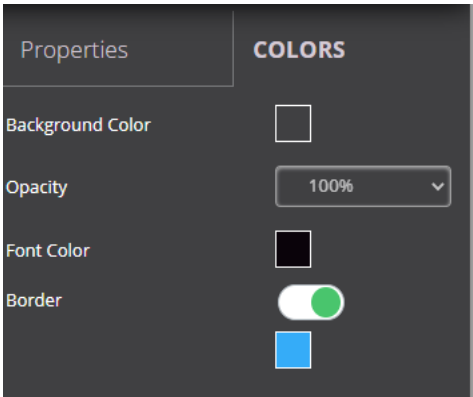 Properties
COLORS
Background Color
Opacity
100%
Font Color
Border